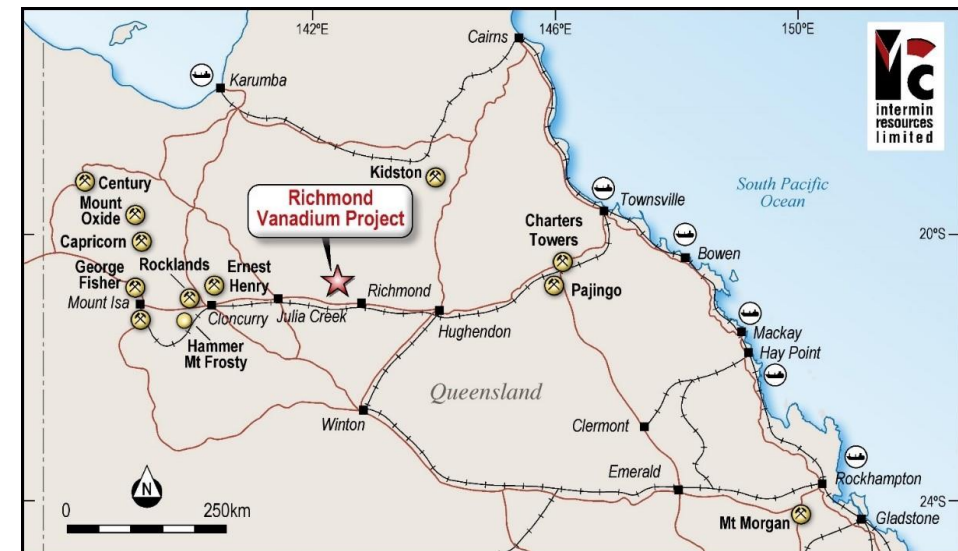 142°E
146°E
150°E
Cairns
Karumba
intermin
resources
limited
Century
Mount
Oxide
Capricorn
George
Fisher
Mount Isa
Rocklands
Ernest
Henry
Cloncurry
Hammer
Mt Frosty
Julia Creek
Richmond
Vanadium Project
Richmond
Kidston
Hughendon
Charters
Towers
Pajingo
Townsville
South Pacific
Ocean
20°S
Bowen
Mackay
Hay Point
Queensland
Winton
Clermont
Emerald
Rockhampton
24°S
Mt Morgan
Gladstone
N
0
250km